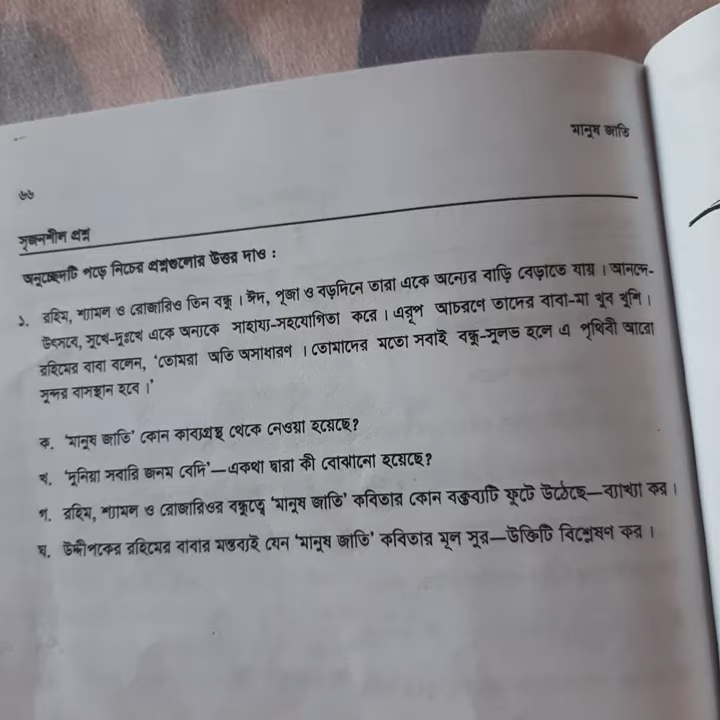 মানুষ জাতি
৬৬
সৃজনশীল প্রশ্ন
অনুচ্ছেদটি পড়ে নিচের প্রশ্নগুলোর উত্তর দাও :
১. রহিম, শ্যামল ও রোজারিও তিন বন্ধু। ঈদ, পূজা ও বড়দিনে তারা একে অন্যের বাড়ি বেড়াতে যায়। আনন্দে-
উৎসবে, সুখে-দুঃখে একে অন্যকে সাহায্য-সহযোগিতা করে। এরূপ আচরণে তাদের বাবা-মা খুব খুশি।
রহিমের বাবা বলেন, ‘তোমরা অতি অসাধারণ। তোমাদের মতো সবাই বন্ধু-সুলভ হলে এ পৃথিবী আরো
সুন্দর বাসস্থান হবে।’
ক. ‘মানুষ জাতি’ কোন কাব্যগ্রন্থ থেকে নেওয়া হয়েছে?
খ. ‘দুনিয়া সবারি জনম বেদি’—একথা দ্বারা কী বোঝানো হয়েছে?
গ. রহিম, শ্যামল ও রোজারিওর বন্ধুত্বে ‘মানুষ জাতি’ কবিতার কোন বক্তব্যটি ফুটে উঠেছে—ব্যাখ্যা কর।
ঘ. উদ্দীপকের রহিমের বাবার মন্তব্যই যেন ‘মানুষ জাতি’ কবিতার মূল সুর—উক্তিটি বিশ্লেষণ কর।